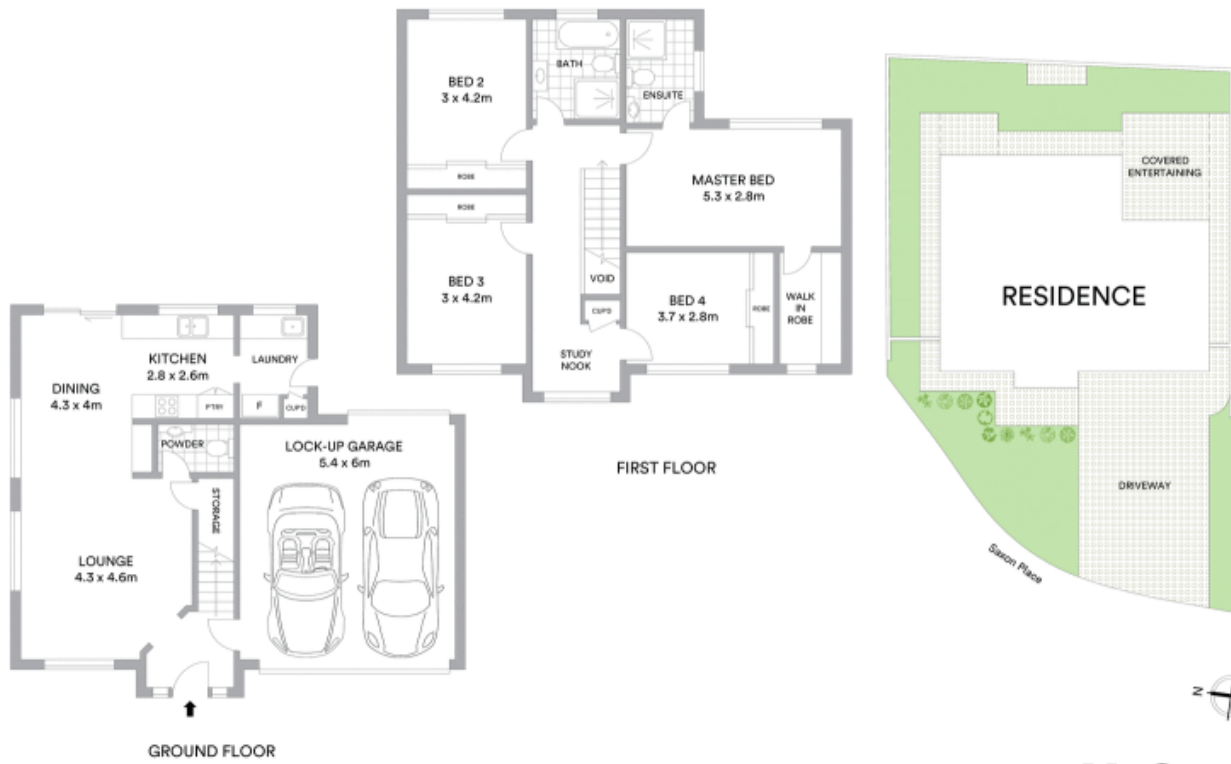 BED 2
3 x 4.2m
BATH
ENSUITE
ROBE
MASTER BED
5.3 x 2.8m
ROBE
BED 3
3 x 4.2m
VOID
CUP'D
BED 4
3.7 x 2.8m
ROBE
WALK
IN
ROBE
STUDY
NOOK
FIRST FLOOR
KITCHEN
2.8 x 2.6m
LAUNDRY
DINING
4.3 x 4m
PTRY
F
CUP'D
POWDER
LOCK-UP GARAGE
5.4 x 6m
STORAGE
LOUNGE
4.3 x 4.6m
GROUND FLOOR
COVERED
ENTERTAINING
RESIDENCE
DRIVEWAY
Saxon Place
N